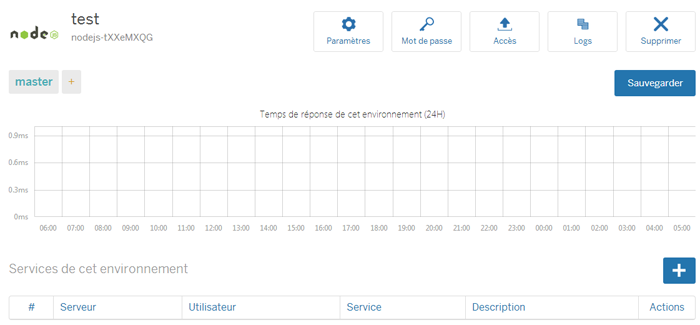 node
test
nodejs-tXXeMXQG
Paramètres
Mot de passe
Accès
Logs
Supprimer
master
+
Sauvegarder
Temps de réponse de cet environnement (24H)
0.9ms
0.6ms
0.3ms
0ms
06:00 07:00 08:00 09:00 10:00 11:00 12:00 13:00 14:00 15:00 16:00 17:00 18:00 19:00 20:00 21:00 22:00 23:00 00:00 01:00 02:00 03:00 04:00 05:00
Services de cet environnement
+
# Serveur Utilisateur Service Description Actions